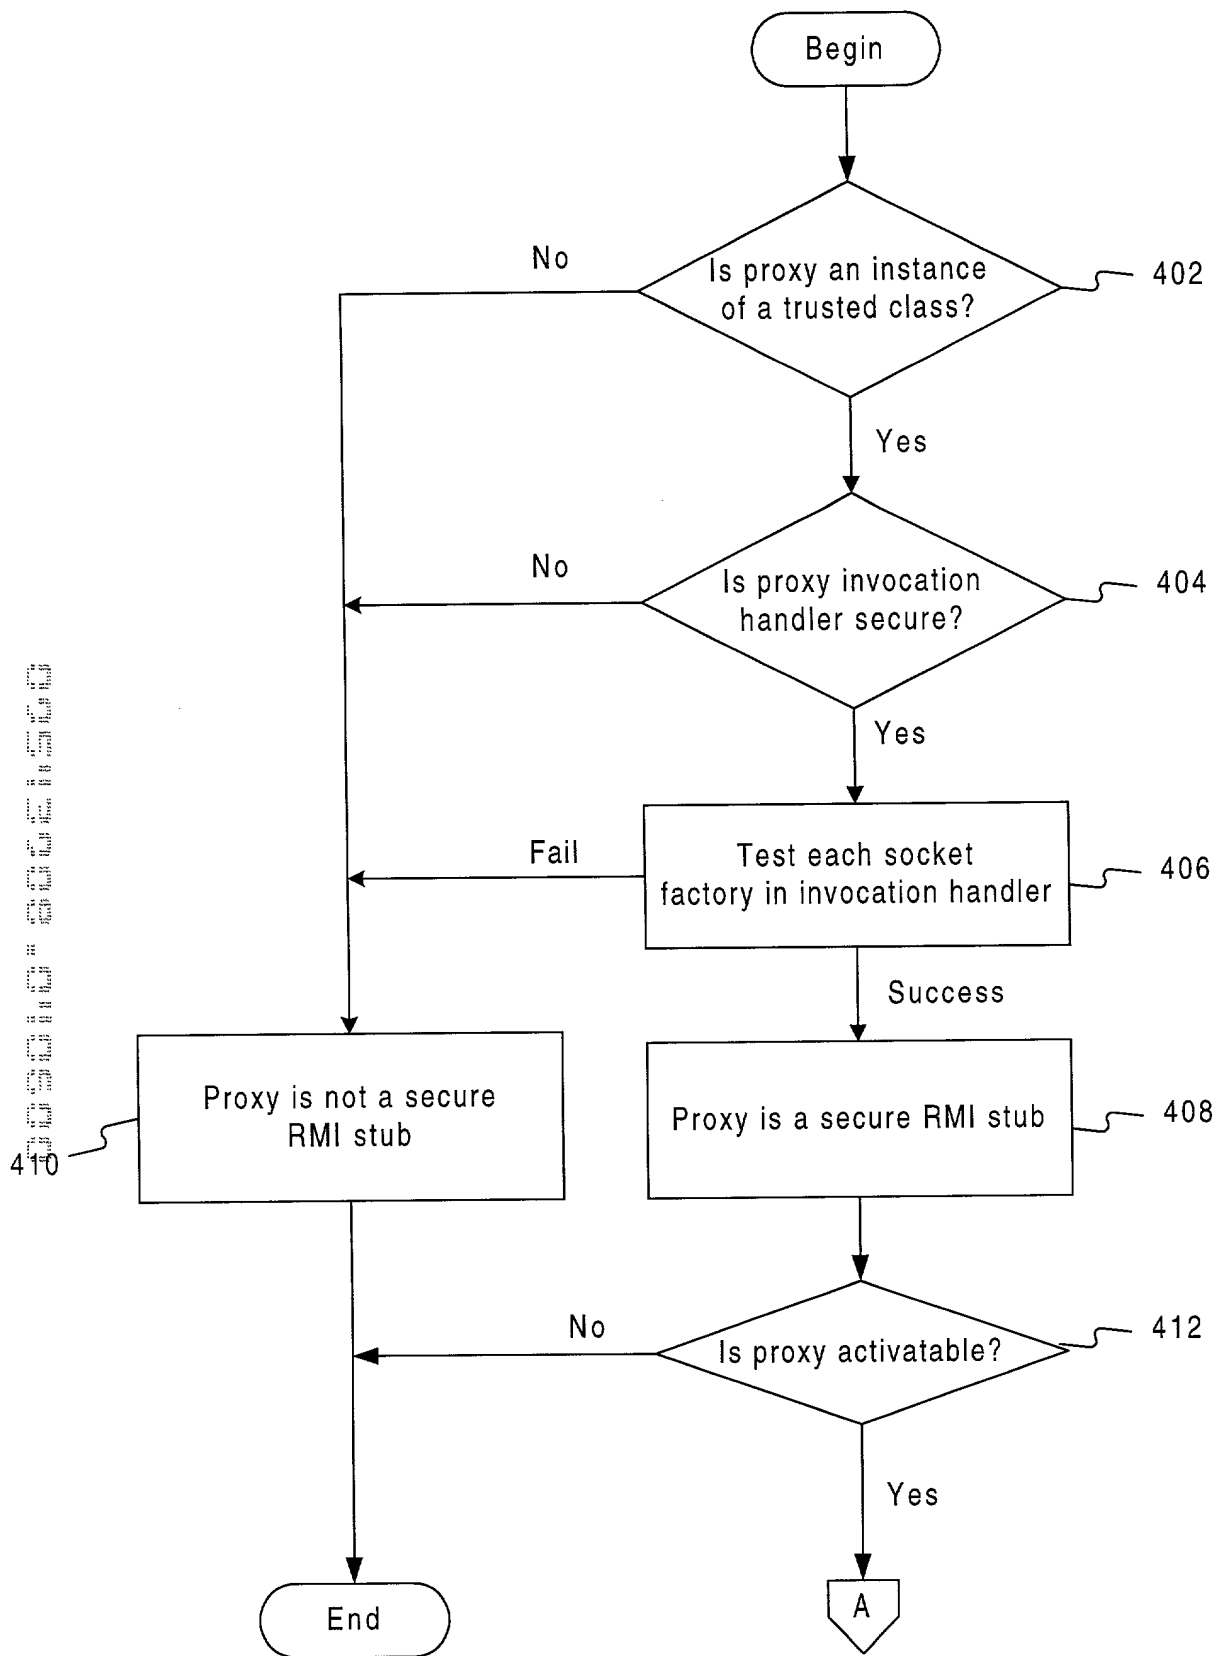 Begin
No
Is proxy an instance
of a trusted class?
402
Yes
No
Is proxy invocation
handler secure?
404
Yes
Fail
Test each socket
factory in invocation handler
406
Success
Proxy is not a secure
RMI stub
410
Proxy is a secure RMI stub
408
No
Is proxy activatable?
412
Yes
End
A